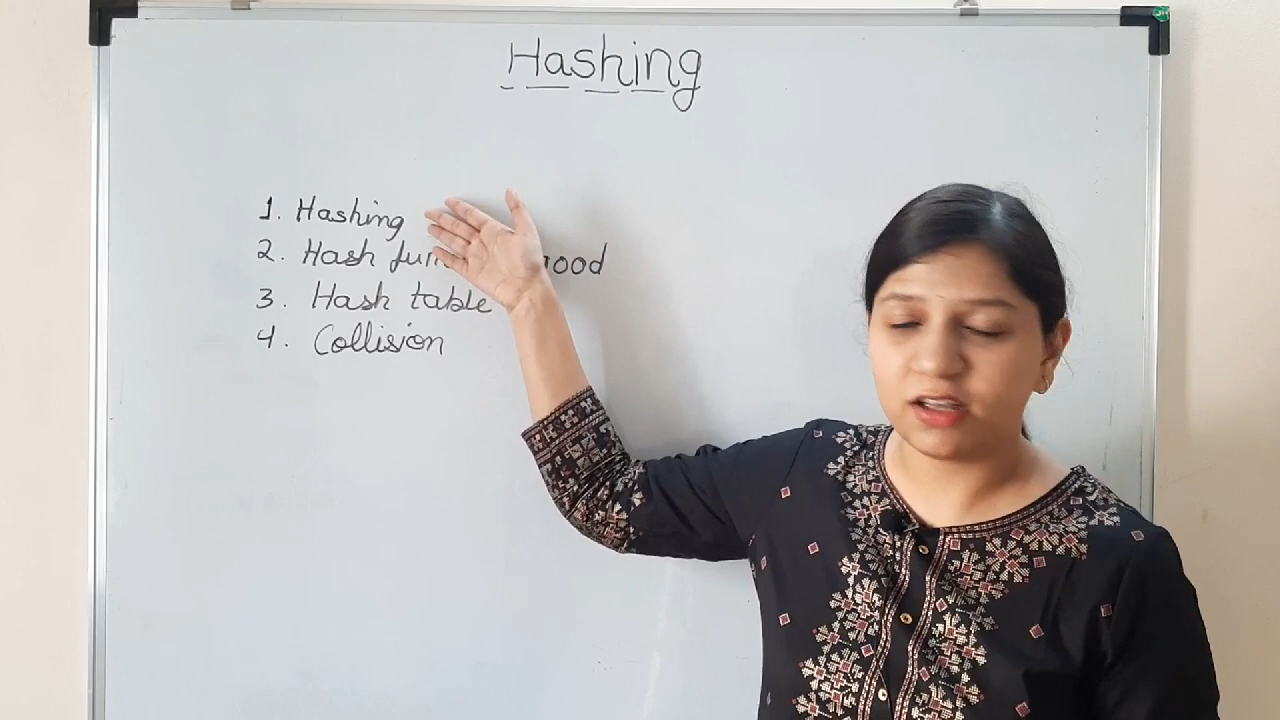 Hashing
1. Hashing
2. Hash
3. Hash table
4. Collision